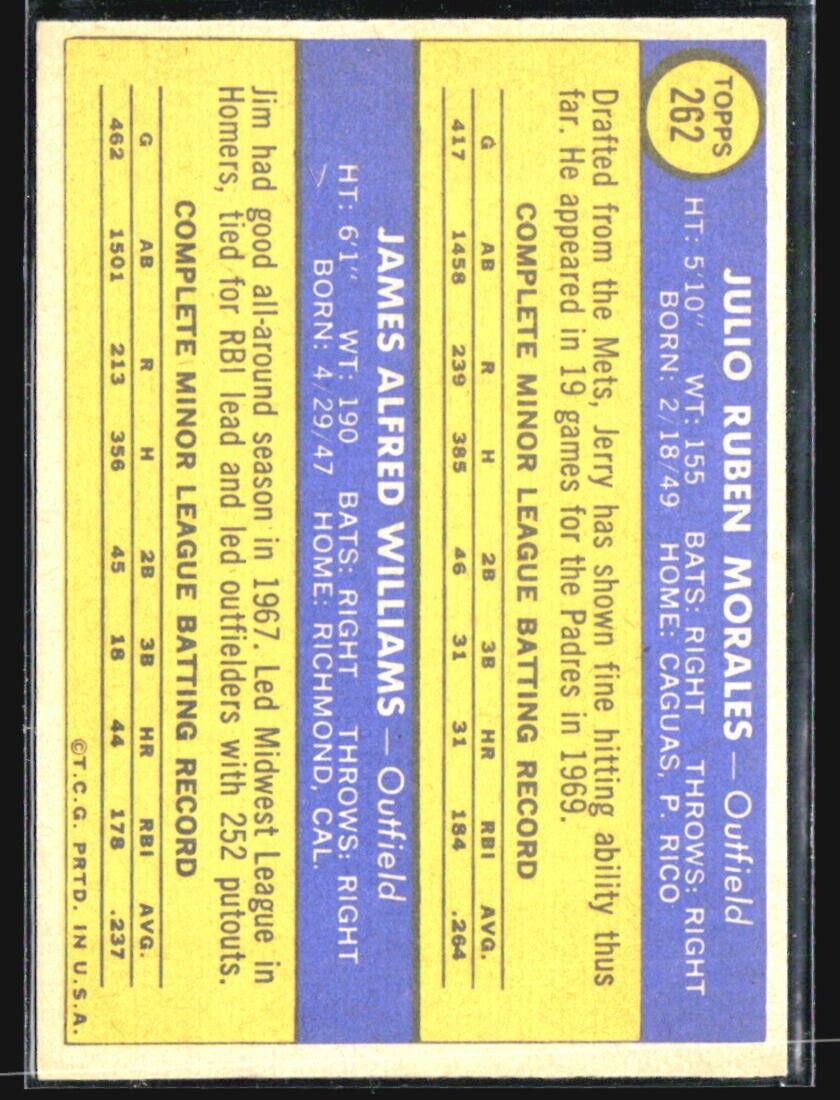 TOPPS
262
JULIO RUBEN MORALES — Outfield
HT: 5'10" WT: 155 BATS: RIGHT THROWS: RIGHT
BORN: 2/18/49 HOME: CAGUAS, P. RICO
Drafted from the Mets, Jerry has shown fine hitting ability thus
far. He appeared in 19 games for the Padres in 1969.
COMPLETE MINOR LEAGUE BATTING RECORD
G AB R H 2B 3B HR RBI AVG.
417 1458 239 385 46 31 31 184 .264
JAMES ALFRED WILLIAMS — Outfield
HT: 6'1" WT: 190 BATS: RIGHT THROWS: RIGHT
BORN: 4/29/47 HOME: RICHMOND, CAL.
Jim had good all-around season in 1967. Led Midwest League in
Homers, tied for RBI lead and led outfielders with 252 putouts.
COMPLETE MINOR LEAGUE BATTING RECORD
G AB R H 2B 3B HR RBI AVG.
462 1501 213 356 45 18 44 178 .237
©T.C.G. PRTD. IN U.S.A.